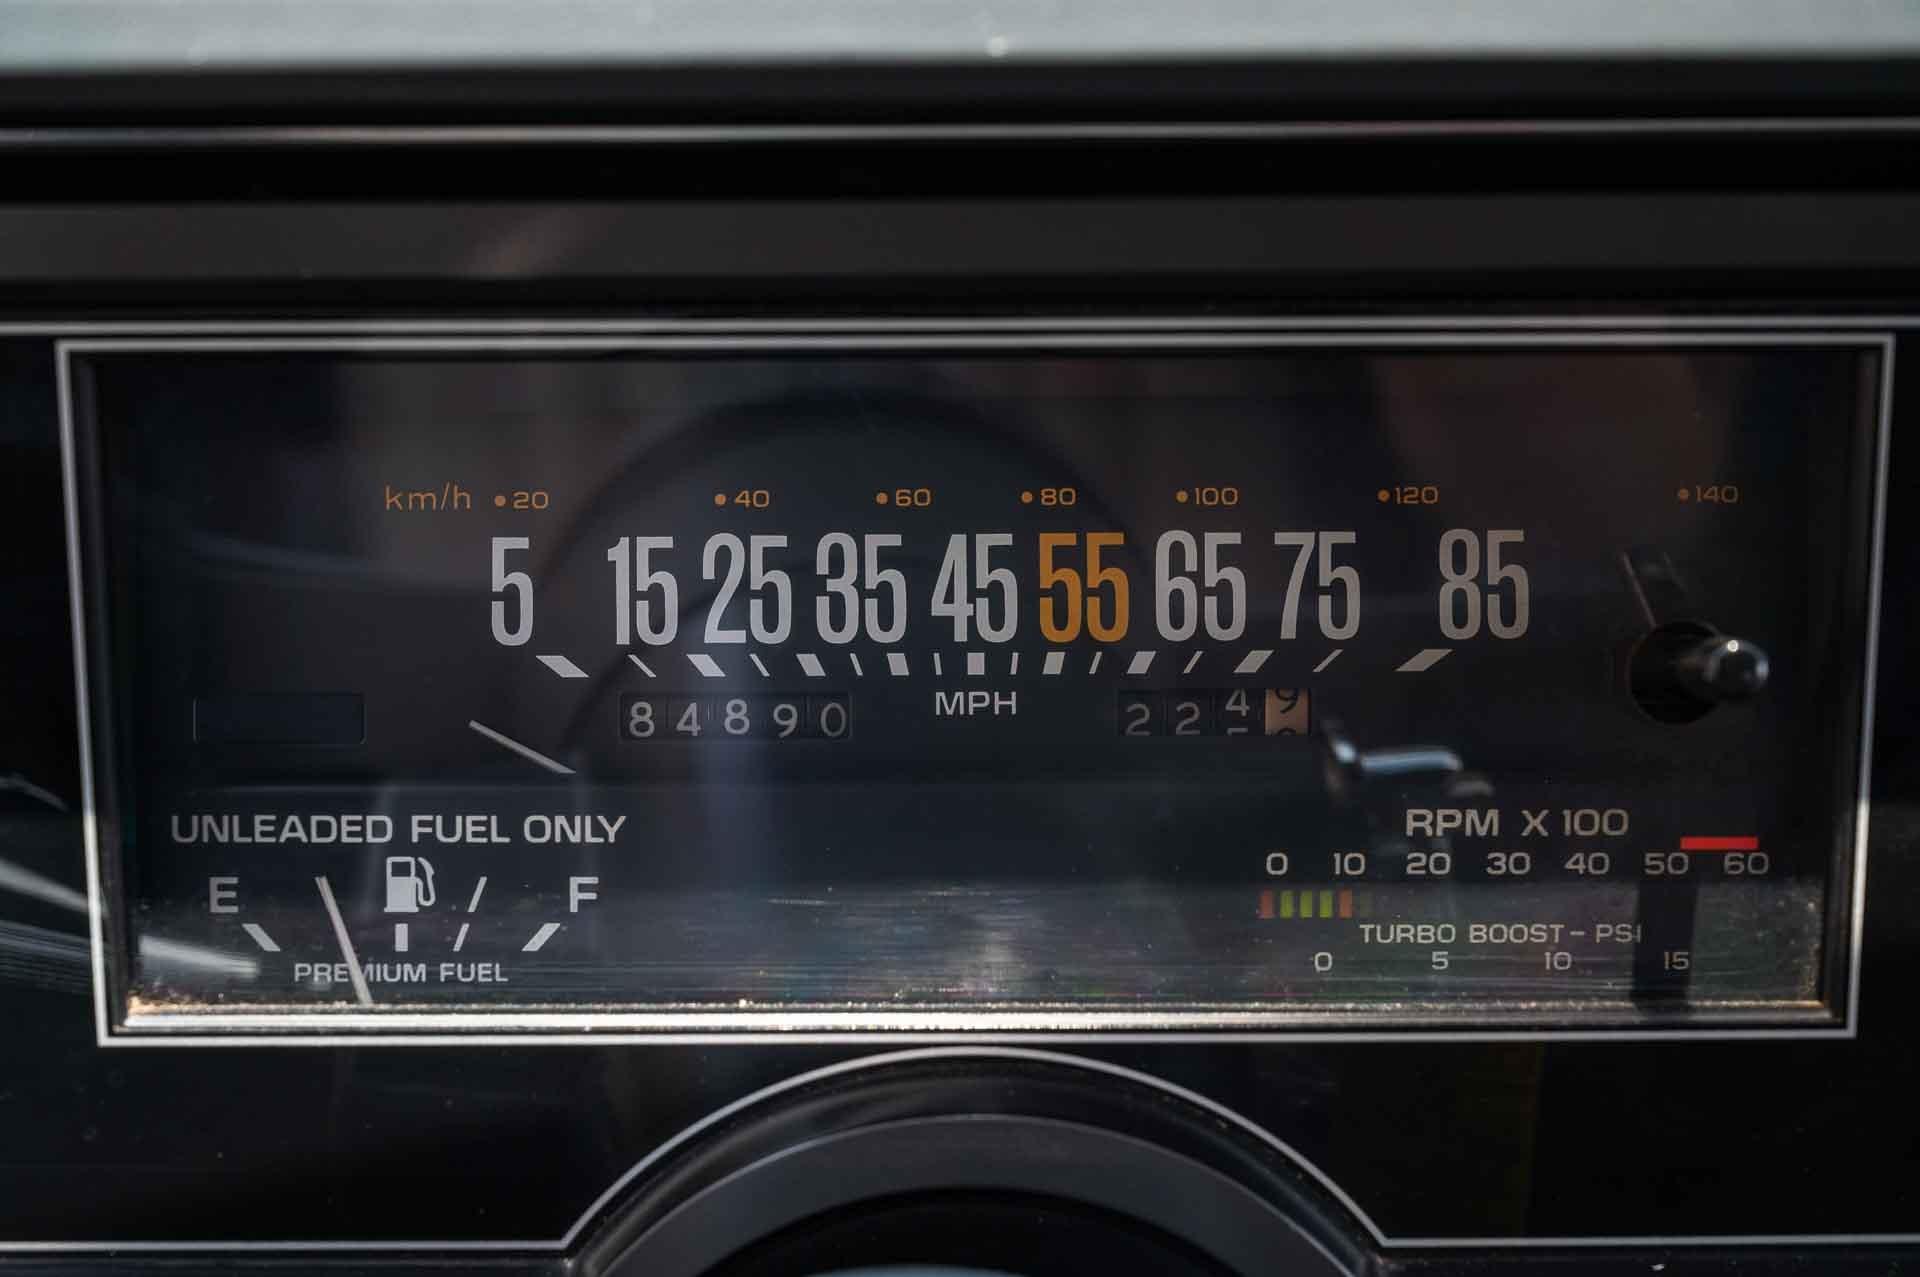 km/h 20 40 60 80 100 120 140
5 15 25 35 45 55 65 75 85
84890 MPH 2249
UNLEADED FUEL ONLY
E F
PREMIUM FUEL
RPM X 100
0 10 20 30 40 50 60
TURBO BOOST - PSI
0 5 10 15